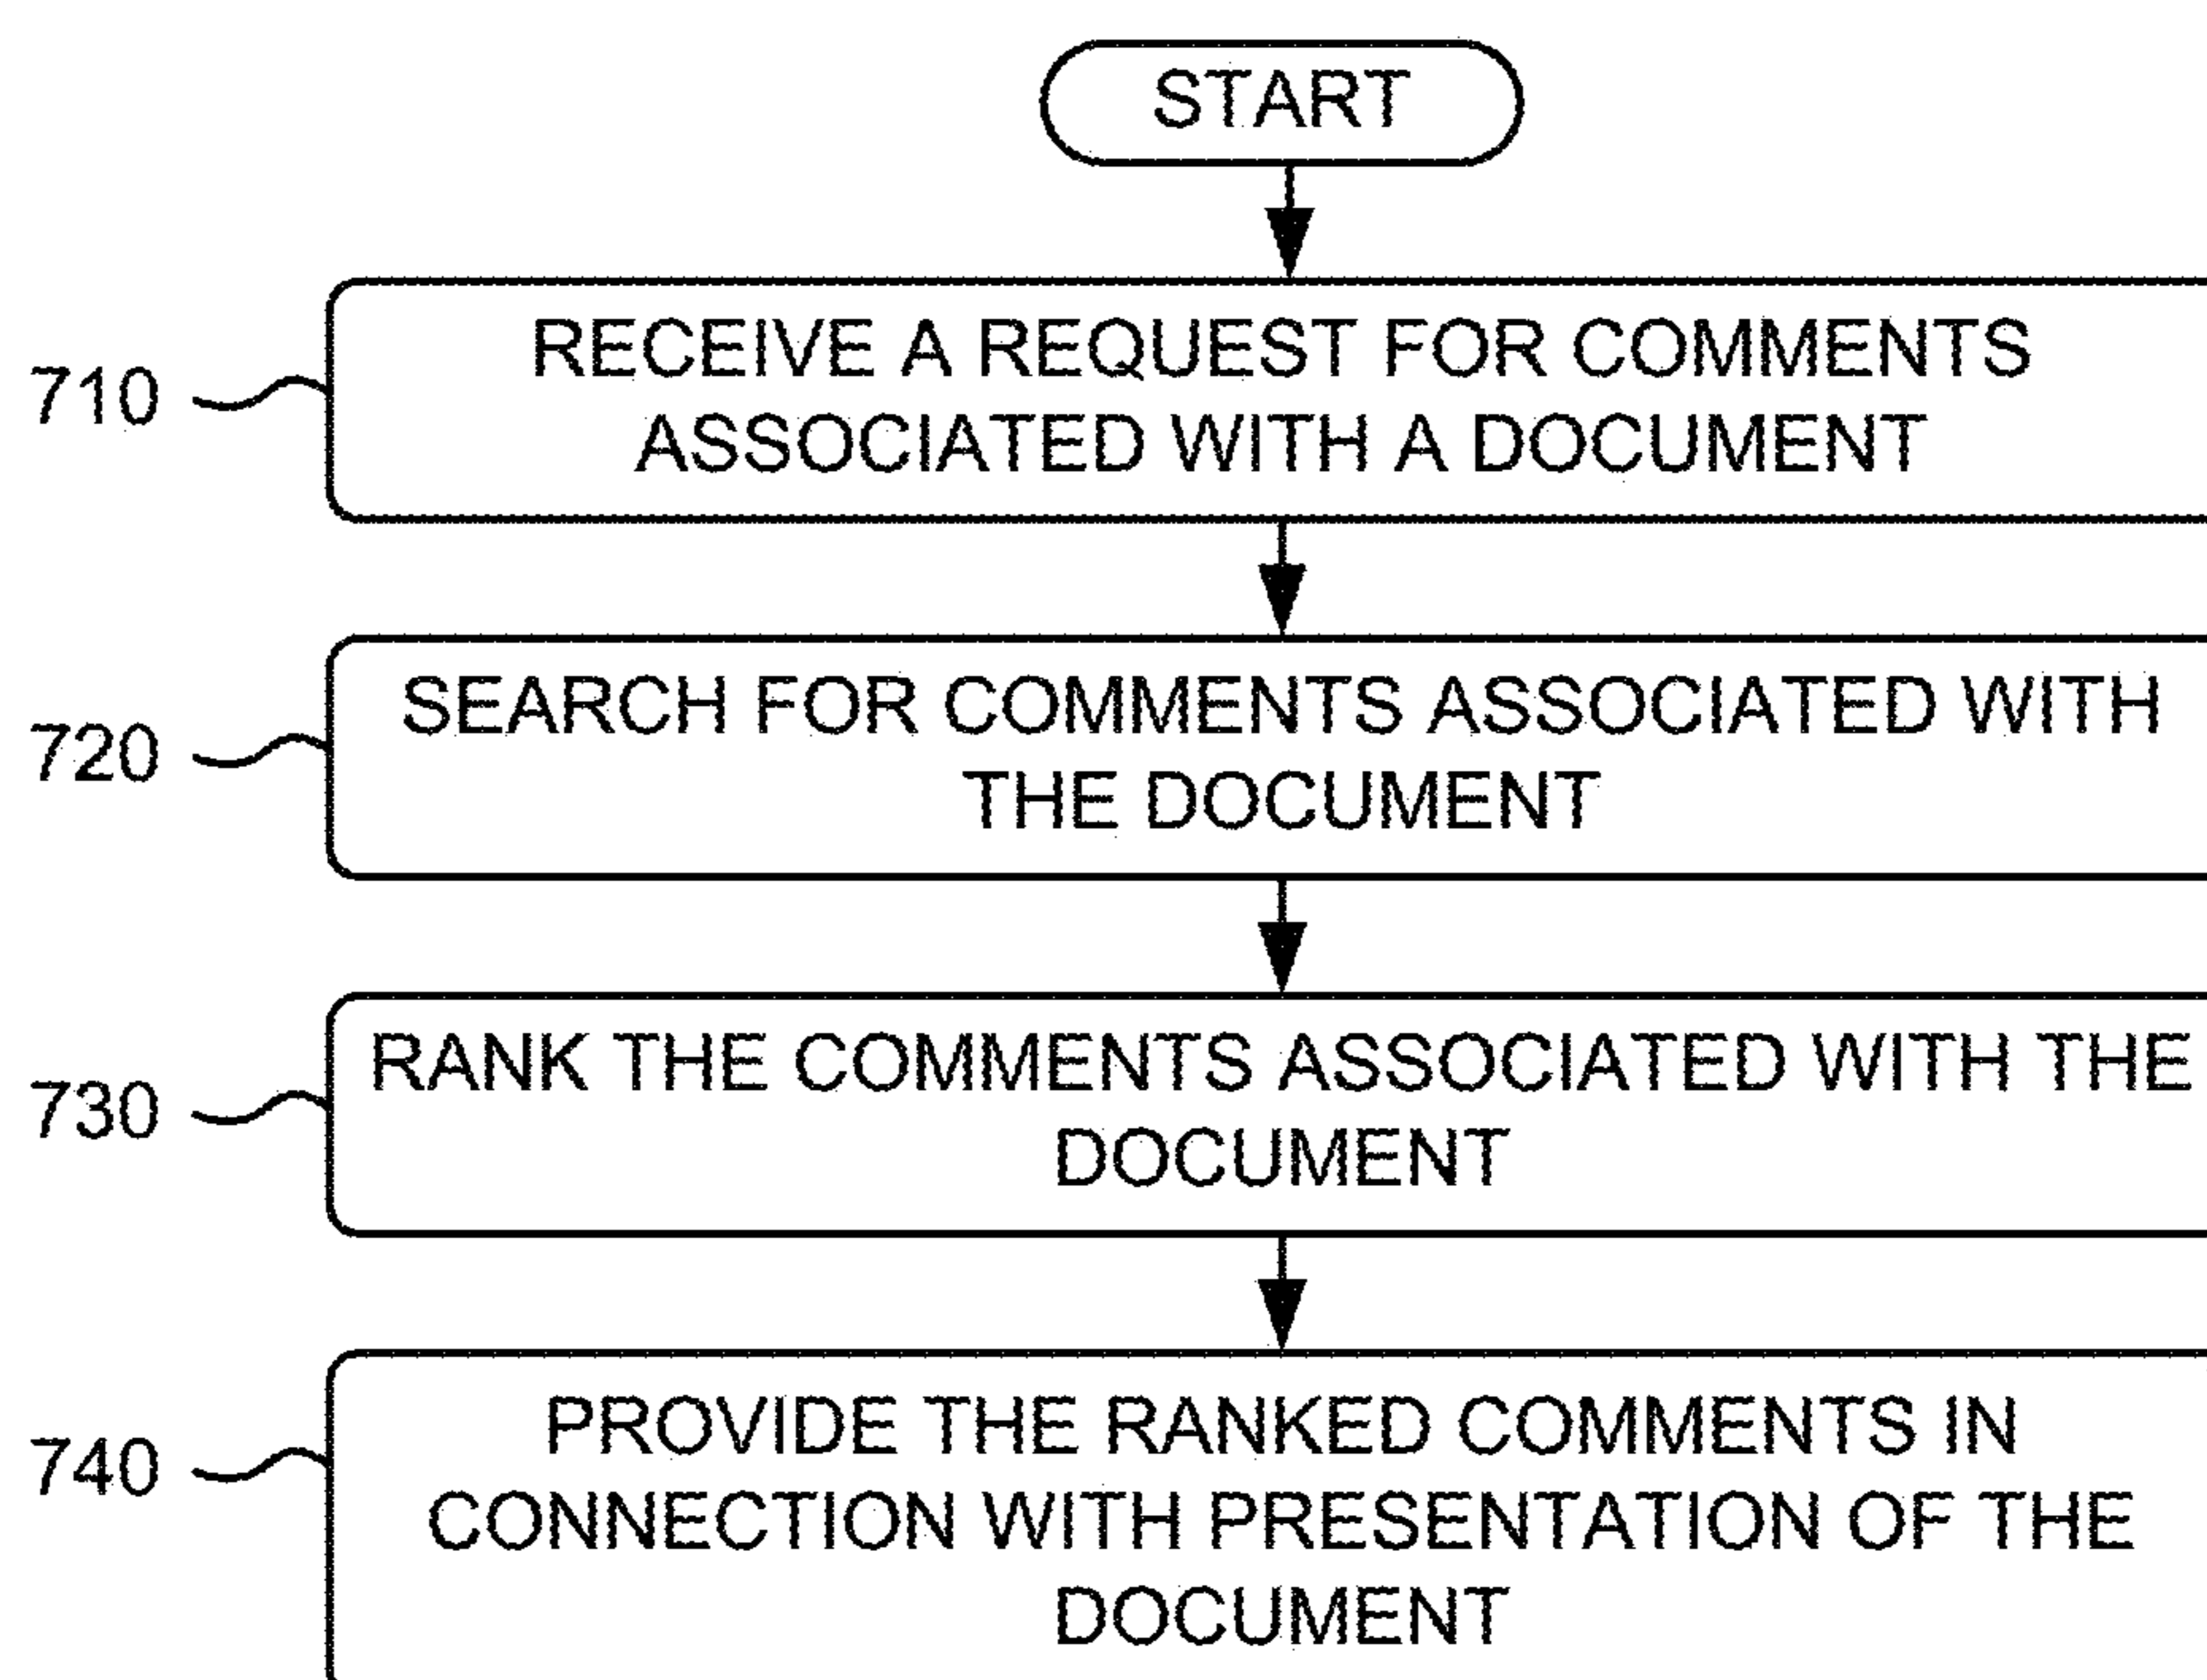 START
RECEIVE A REQUEST FOR COMMENTS
ASSOCIATED WITH A DOCUMENT
710
SEARCH FOR COMMENTS ASSOCIATED WITH
THE DOCUMENT
720
RANK THE COMMENTS ASSOCIATED WITH THE
DOCUMENT
730
PROVIDE THE RANKED COMMENTS IN
CONNECTION WITH PRESENTATION OF THE
DOCUMENT
740